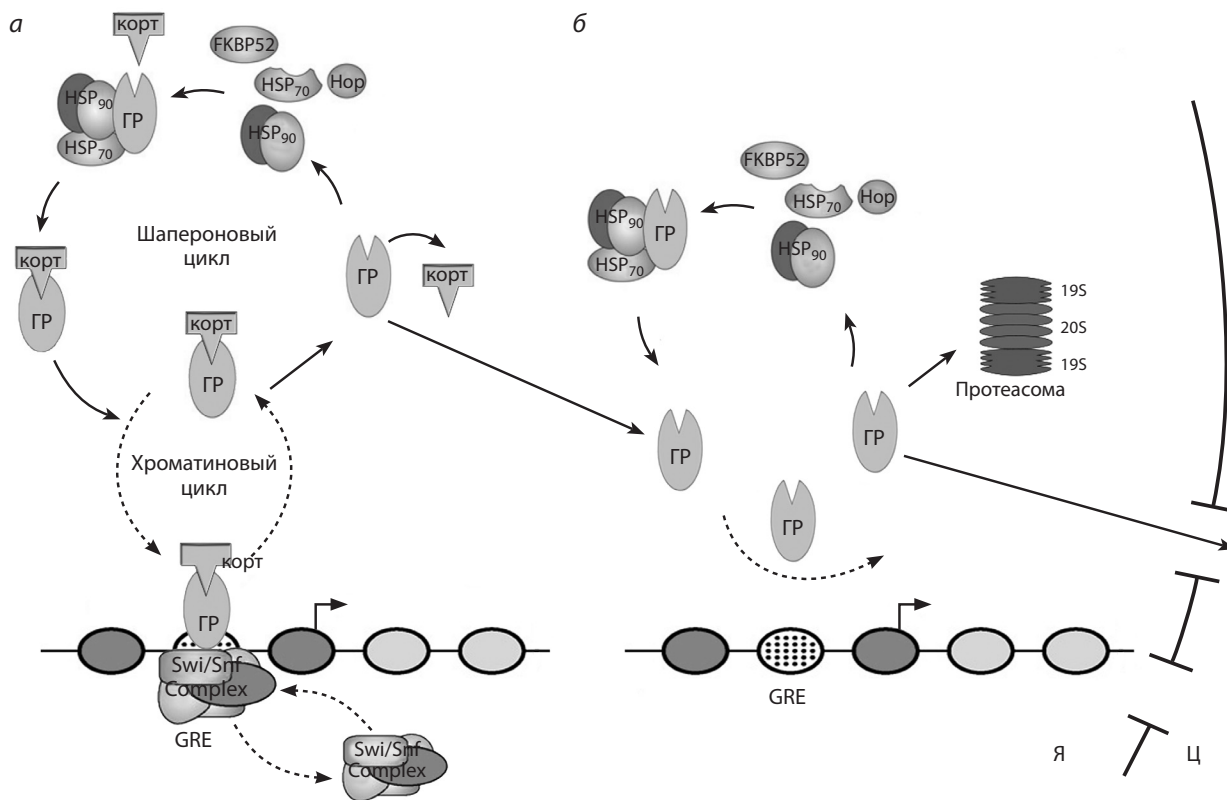 а
корт
FKBP52
HSP70
Hop
HSP90
ГР
HSP70
HSP90
Шапероновый
цикл
корт
ГР
ГР
корт
корт
ГР
Хроматиновый
цикл
корт
ГР
Swi/Snf
Complex
GRE
Swi/Snf
Complex
б
FKBP52
HSP70
Hop
HSP90
ГР
HSP70
HSP90
19S
20S
19S
Протеасома
ГР
ГР
ГР
GRE
Я
Ц